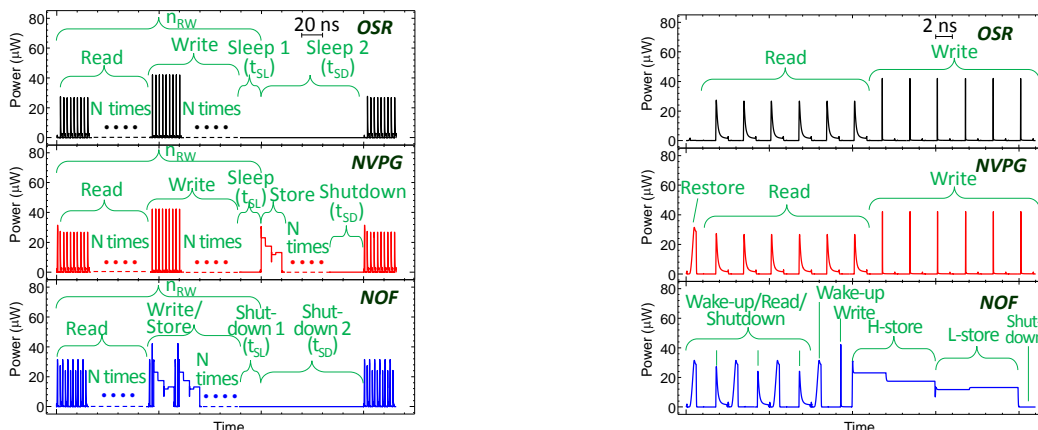 n_RW
20 ns
OSR
Power (µW)
80
60
40
20
0
Read
Write
Sleep 1
(t_SL)
Sleep 2
(t_SD)
N times
N times
n_RW
NVPG
Power (µW)
80
60
40
20
0
Read
Write
Sleep
(t_SL)
Store
Shutdown
(t_SD)
N times
N times
N
times
n_RW
NOF
Power (µW)
80
60
40
20
0
Read
Write/
Store
Shut-
down 1
(t_SL)
Shut-
down 2
(t_SD)
N times
N
times
Time
2 ns
OSR
Power (µW)
80
60
40
20
0
Read
Write
NVPG
Power (µW)
80
60
40
20
0
Restore
Read
Write
NOF
Power (µW)
80
60
40
20
0
Wake-up/Read/
Shutdown
Wake-up
Write
H-store
L-store
Shut-
down
Time